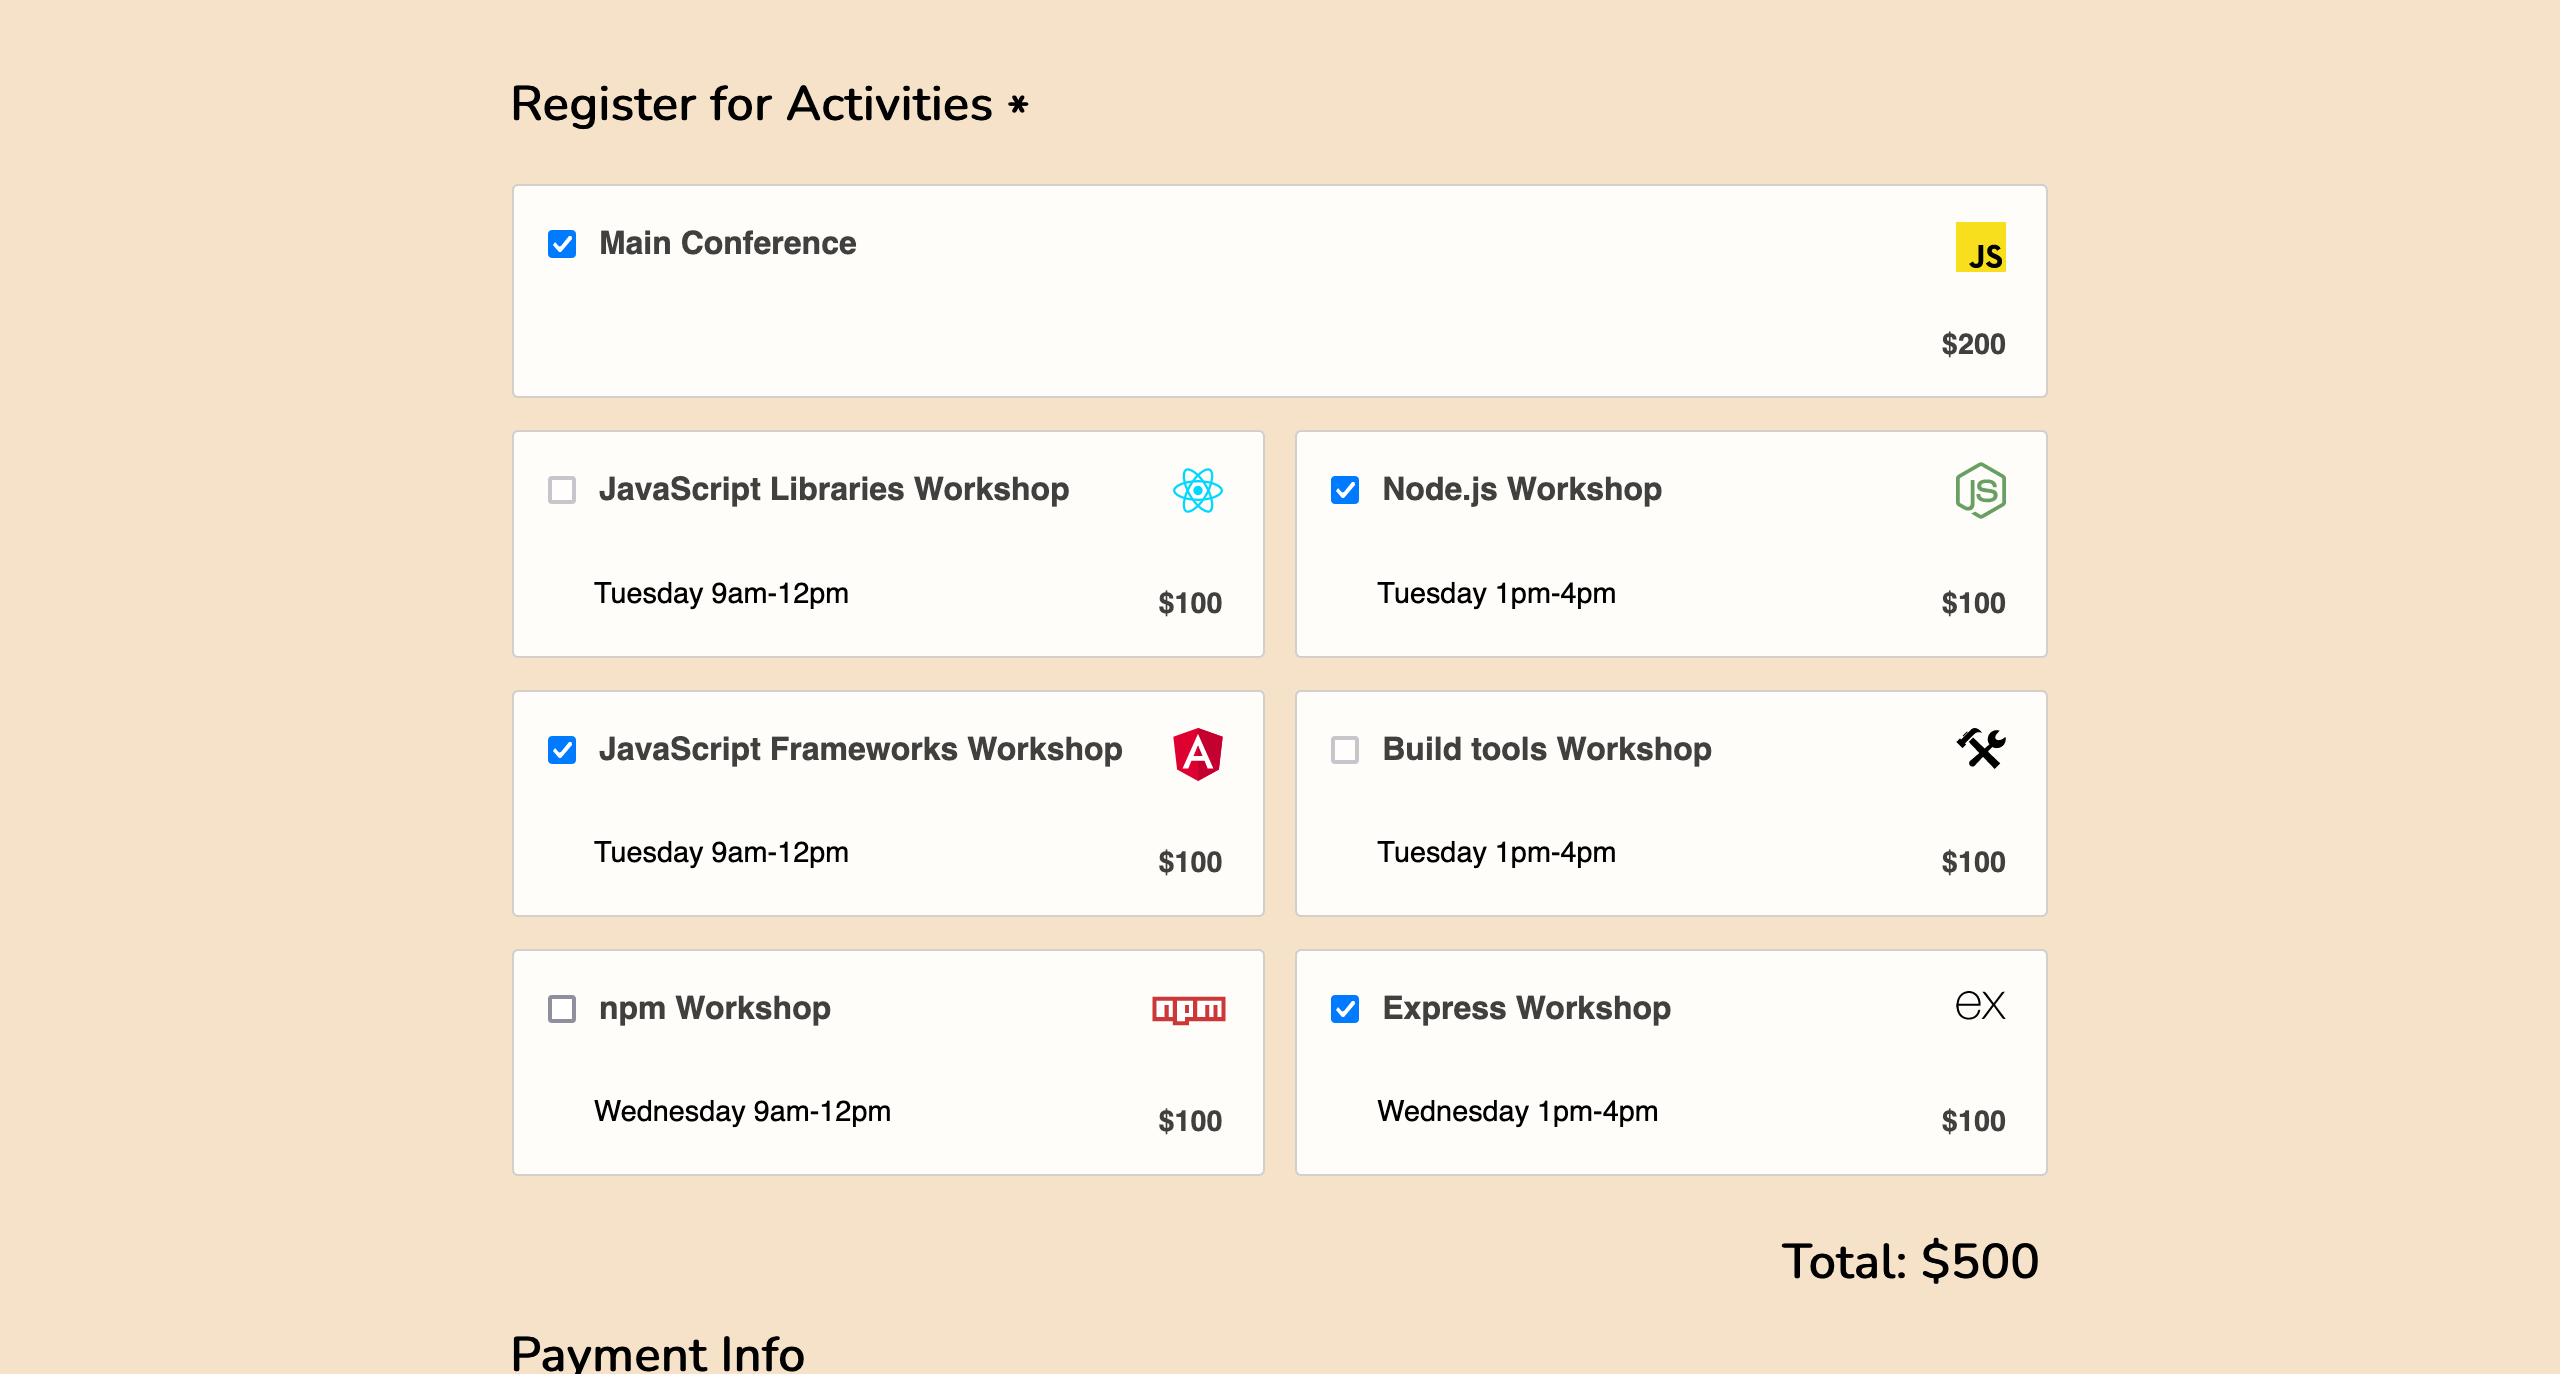 Register for Activities *
Main Conference
JS
$200
JavaScript Libraries Workshop
Tuesday 9am-12pm
$100
Node.js Workshop
JS
Tuesday 1pm-4pm
$100
JavaScript Frameworks Workshop
A
Tuesday 9am-12pm
$100
Build tools Workshop
Tuesday 1pm-4pm
$100
npm Workshop
npm
Wednesday 9am-12pm
$100
Express Workshop
ex
Wednesday 1pm-4pm
$100
Total: $500
Payment Info